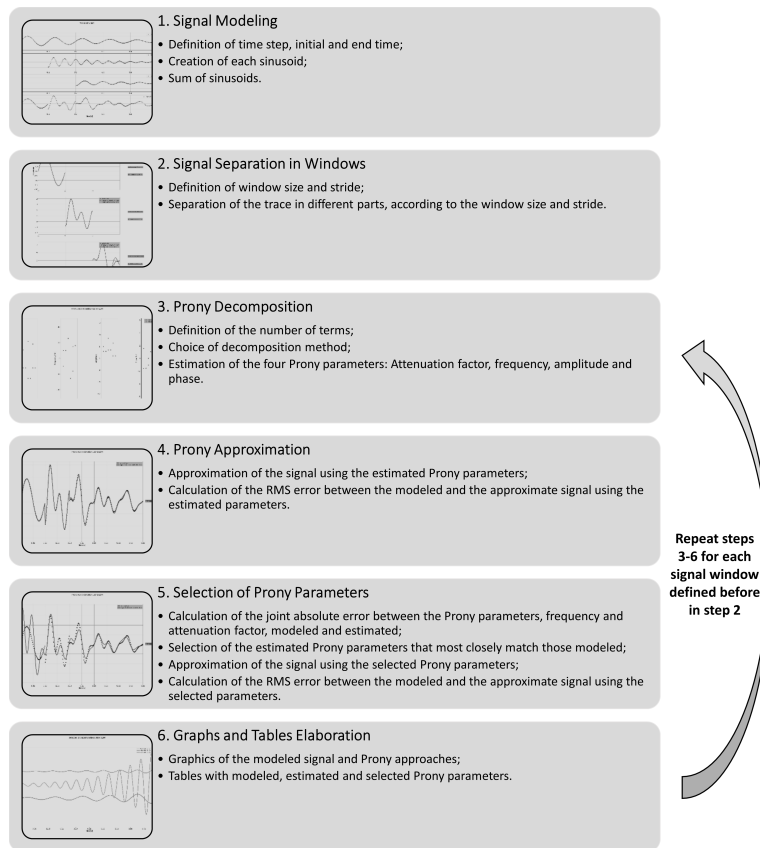 1. Signal Modeling
• Definition of time step, initial and end time;
• Creation of each sinusoid;
• Sum of sinusoids.
2. Signal Separation in Windows
• Definition of window size and stride;
• Separation of the trace in different parts, according to the window size and stride.
3. Prony Decomposition
• Definition of the number of terms;
• Choice of decomposition method;
• Estimation of the four Prony parameters: Attenuation factor, frequency, amplitude and
phase.
4. Prony Approximation
• Approximation of the signal using the estimated Prony parameters;
• Calculation of the RMS error between the modeled and the approximate signal using the
estimated parameters.
5. Selection of Prony Parameters
• Calculation of the joint absolute error between the Prony parameters, frequency and
attenuation factor, modeled and estimated;
• Selection of the estimated Prony parameters that most closely match those modeled;
• Approximation of the signal using the selected Prony parameters;
• Calculation of the RMS error between the modeled and the approximate signal using the
selected parameters.
6. Graphs and Tables Elaboration
• Graphics of the modeled signal and Prony approaches;
• Tables with modeled, estimated and selected Prony parameters.
Repeat steps
3-6 for each
signal window
defined before
in step 2